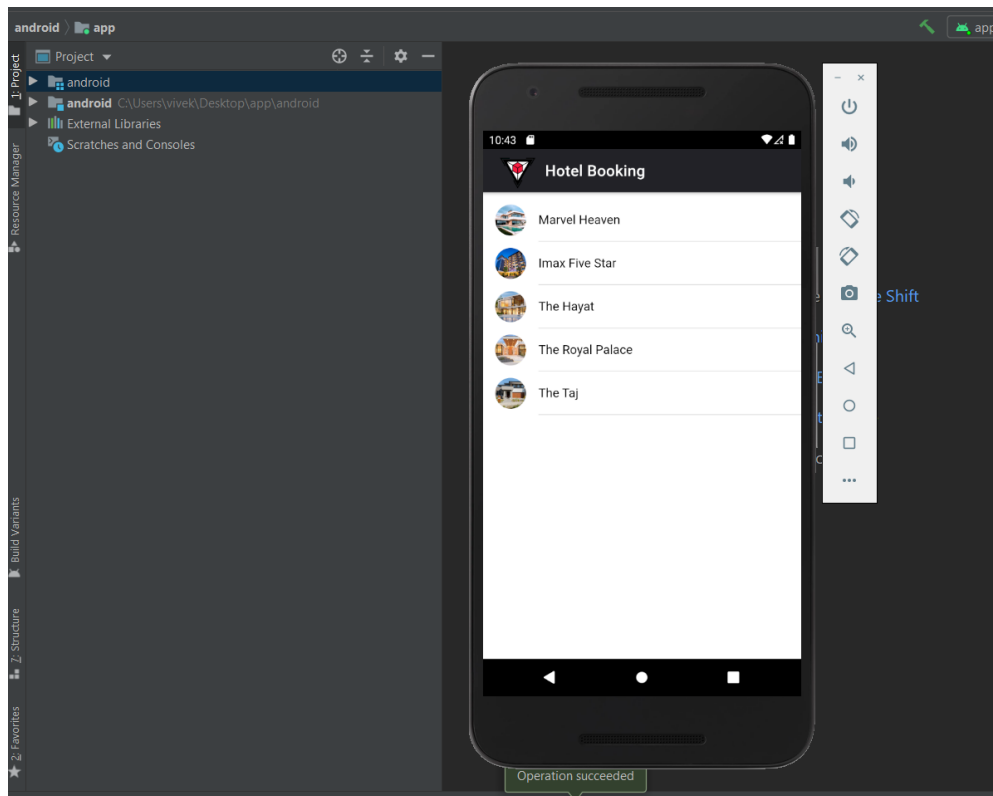 android
app
app
Project
android
android C:\Users\vivek\Desktop\app\android
External Libraries
Scratches and Consoles
1: Project
Resource Manager
Build Variants
Z: Structure
2: Favorites
10:43
Hotel Booking
Marvel Heaven
Imax Five Star
The Hayat
The Royal Palace
The Taj
Shift
Operation succeeded